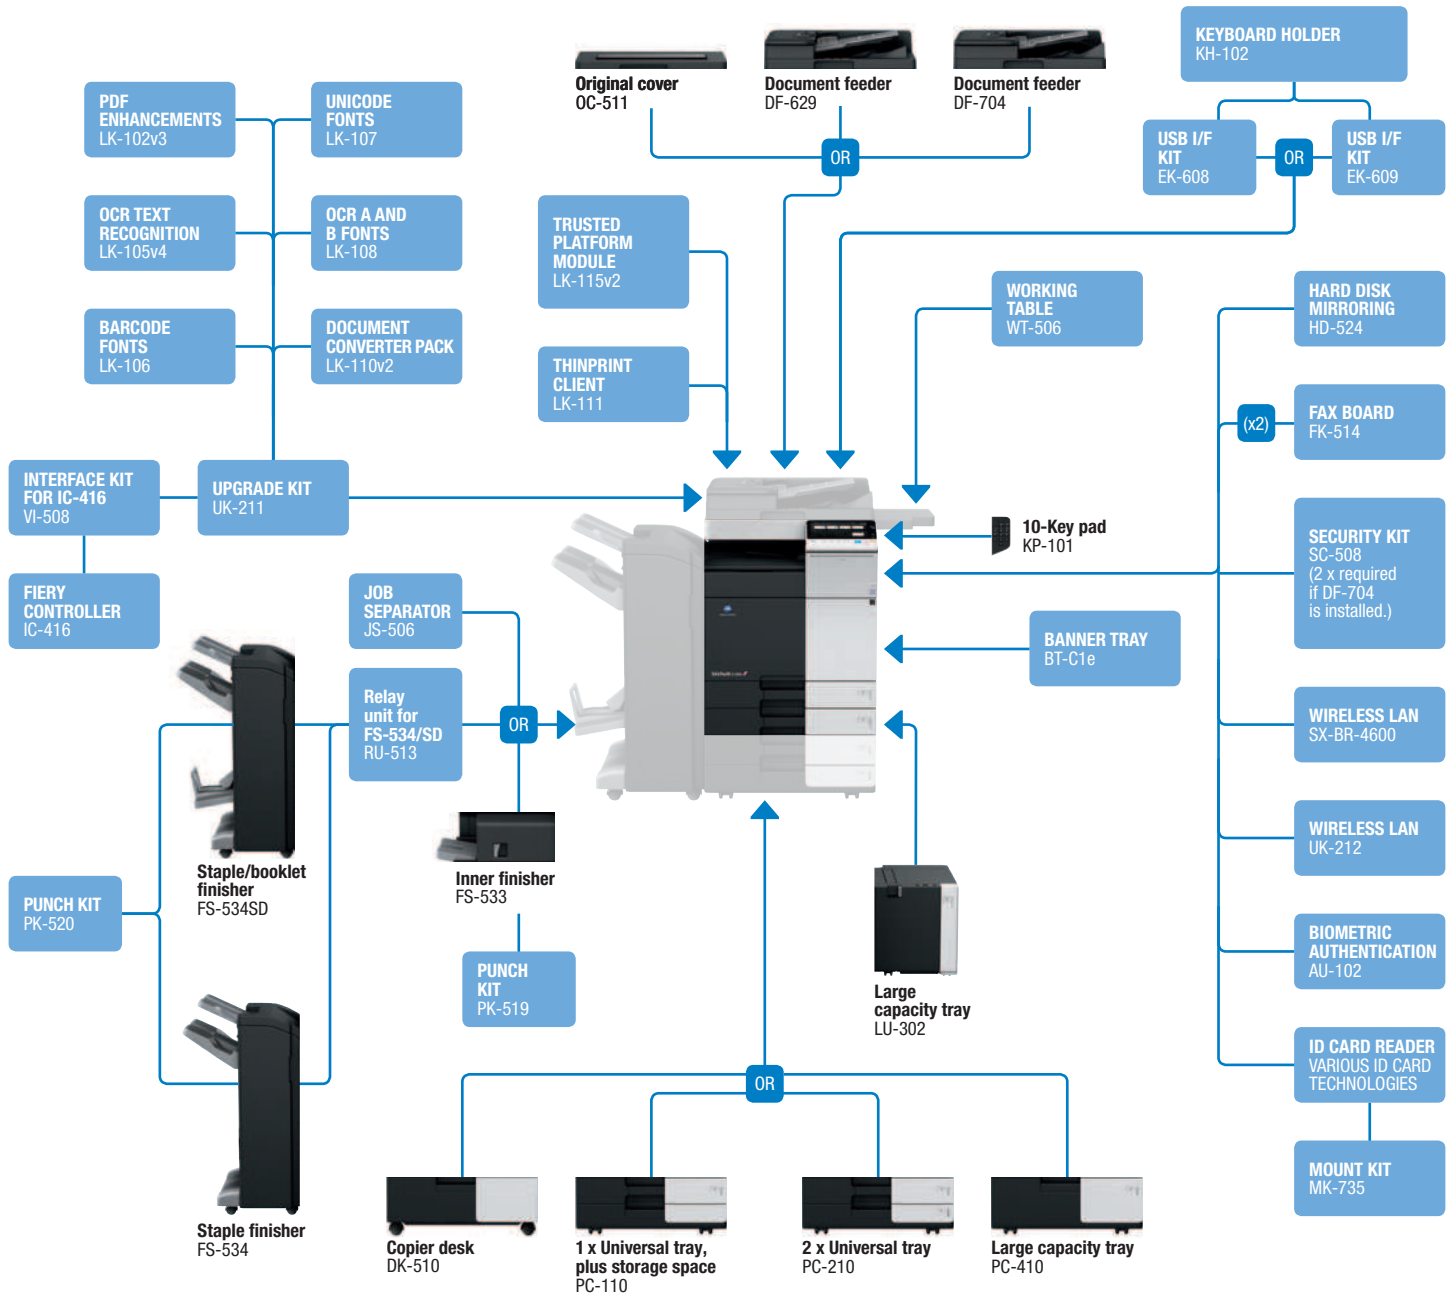 KEYBOARD HOLDER
KH-102
Original cover
OC-511
Document feeder
DF-629
Document feeder
DF-704
PDF
ENHANCEMENTS
LK-102v3
UNICODE
FONTS
LK-107
OR
USB I/F
KIT
EK-608
OR
USB I/F
KIT
EK-609
OCR TEXT
RECOGNITION
LK-105v4
OCR A AND
B FONTS
LK-108
TRUSTED
PLATFORM
MODULE
LK-115v2
WORKING
TABLE
WT-506
HARD DISK
MIRRORING
HD-524
BARCODE
FONTS
LK-106
DOCUMENT
CONVERTER PACK
LK-110v2
THINPRINT
CLIENT
LK-111
(x2)
FAX BOARD
FK-514
INTERFACE KIT
FOR IC-416
VI-508
UPGRADE KIT
UK-211
10-Key pad
KP-101
SECURITY KIT
SC-508
(2 x required
if DF-704
is installed.)
FIERY
CONTROLLER
IC-416
JOB
SEPARATOR
JS-506
BANNER TRAY
BT-C1e
Relay
unit for
FS-534/SD
RU-513
OR
WIRELESS LAN
SX-BR-4600
WIRELESS LAN
UK-212
Staple/booklet
finisher
FS-534SD
Inner finisher
FS-533
PUNCH KIT
PK-520
PUNCH
KIT
PK-519
Large
capacity tray
LU-302
BIOMETRIC
AUTHENTICATION
AU-102
ID CARD READER
VARIOUS ID CARD
TECHNOLOGIES
OR
MOUNT KIT
MK-735
Staple finisher
FS-534
Copier desk
DK-510
1 x Universal tray,
plus storage space
PC-110
2 x Universal tray
PC-210
Large capacity tray
PC-410